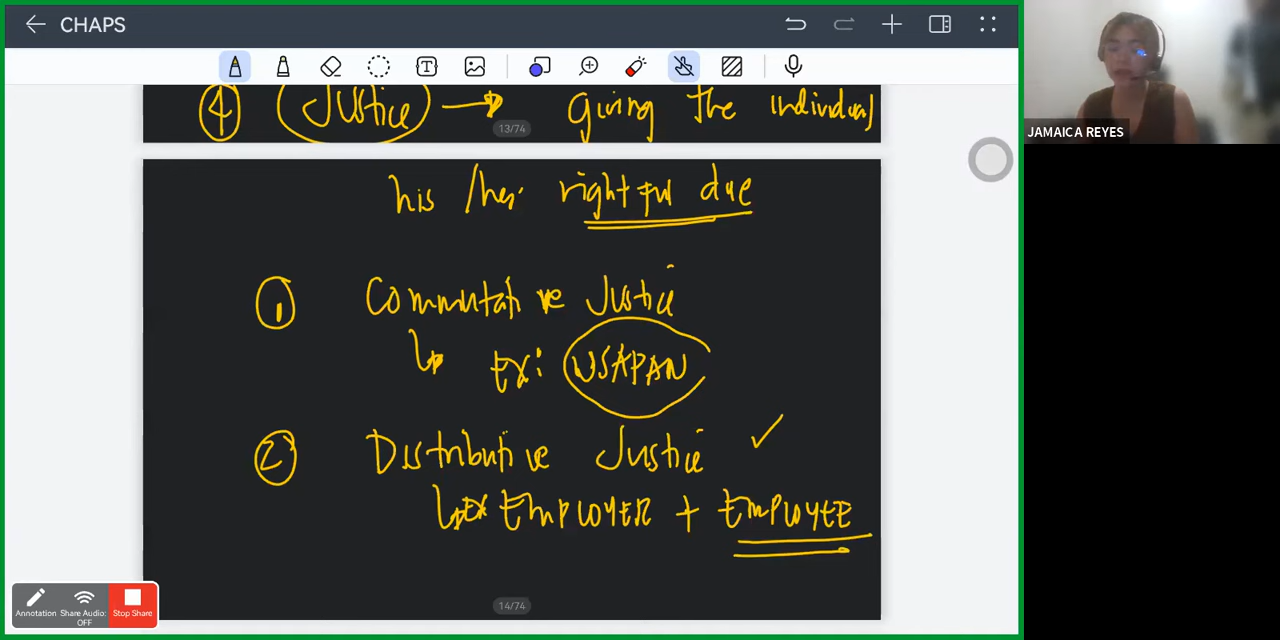 CHAPS
JAMAICA REYES
④ Justice → giving the individual
13/74
his/her rightful due
① Commutative Justice
ex: USAPAN
② Distributive Justice ✓
ex EMPLOYER + EMPLOYEE
Annotation
Share Audio: OFF
Stop Share
14/74